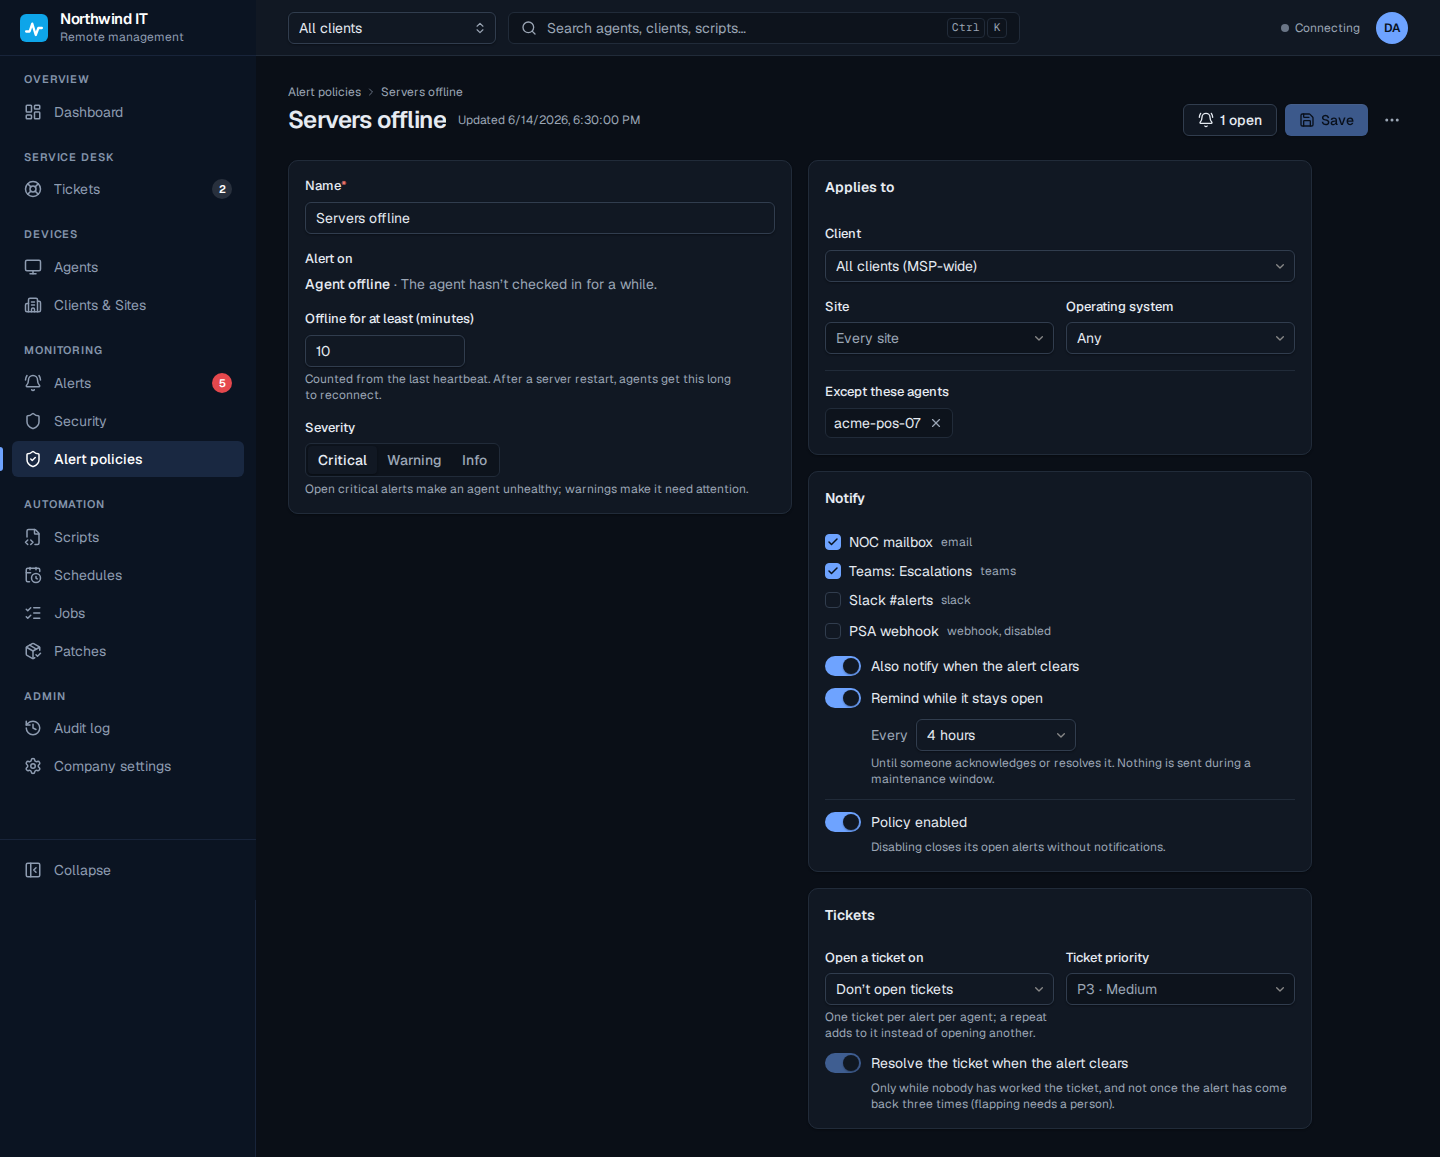 Northwind IT
Remote management
All clients
Search agents, clients, scripts...
Ctrl K
Connecting
DA
OVERVIEW
Dashboard
SERVICE DESK
Tickets 2
DEVICES
Agents
Clients & Sites
MONITORING
Alerts 5
Security
Alert policies
AUTOMATION
Scripts
Schedules
Jobs
Patches
ADMIN
Audit log
Company settings
Collapse
Alert policies > Servers offline
Servers offline Updated 6/14/2026, 6:30:00 PM
1 open
Save
Name*
Servers offline
Alert on
Agent offline · The agent hasn't checked in for a while.
Offline for at least (minutes)
10
Counted from the last heartbeat. After a server restart, agents get this long
to reconnect.
Severity
Critical Warning Info
Open critical alerts make an agent unhealthy; warnings make it need attention.
Applies to
Client
All clients (MSP-wide)
Site Operating system
Every site Any
Except these agents
acme-pos-07
Notify
NOC mailbox email
Teams: Escalations teams
Slack #alerts slack
PSA webhook webhook, disabled
Also notify when the alert clears
Remind while it stays open
Every 4 hours
Until someone acknowledges or resolves it. Nothing is sent during a
maintenance window.
Policy enabled
Disabling closes its open alerts without notifications.
Tickets
Open a ticket on Ticket priority
Don't open tickets P3 · Medium
One ticket per alert per agent; a repeat
adds to it instead of opening another.
Resolve the ticket when the alert clears
Only while nobody has worked the ticket, and not once the alert has come
back three times (flapping needs a person).